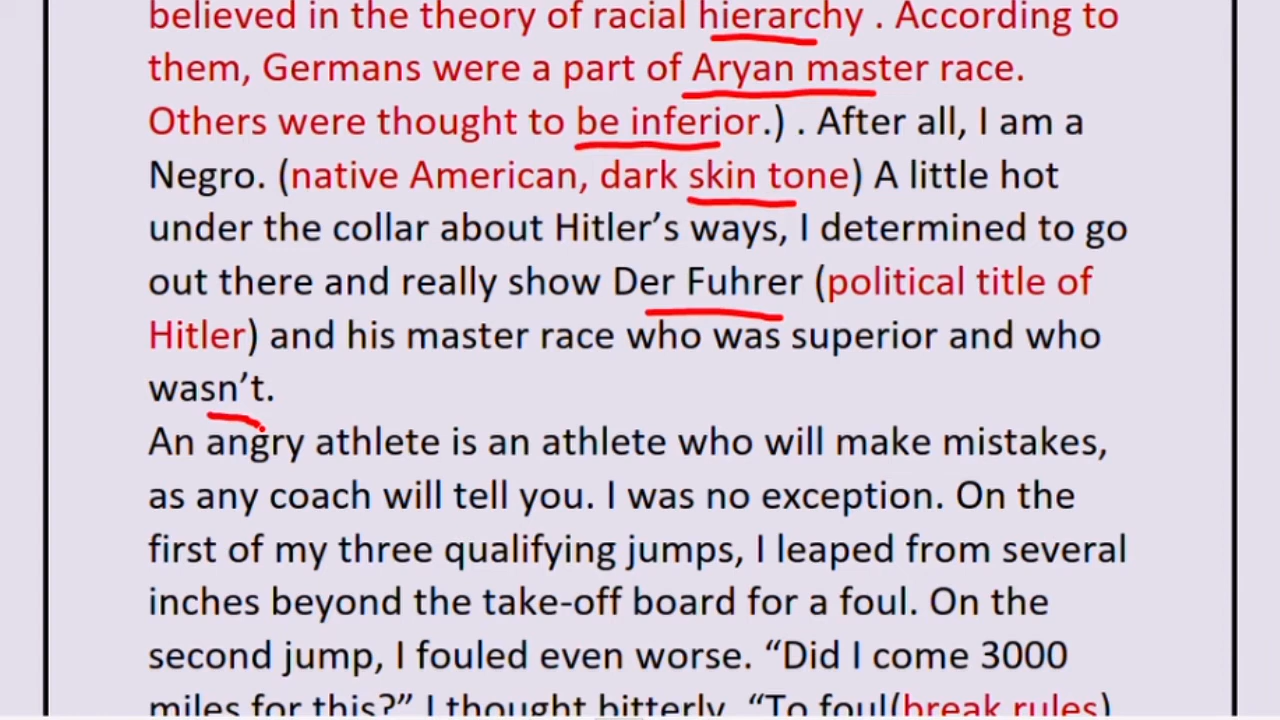 believed in the theory of racial hierarchy . According to
them, Germans were a part of Aryan master race.
Others were thought to be inferior.) . After all, I am a
Negro. (native American, dark skin tone) A little hot
under the collar about Hitler’s ways, I determined to go
out there and really show Der Fuhrer (political title of
Hitler) and his master race who was superior and who
wasn’t.
An angry athlete is an athlete who will make mistakes,
as any coach will tell you. I was no exception. On the
first of my three qualifying jumps, I leaped from several
inches beyond the take-off board for a foul. On the
second jump, I fouled even worse. “Did I come 3000
miles for this?” I thought bitterly. “To foul(break rules)